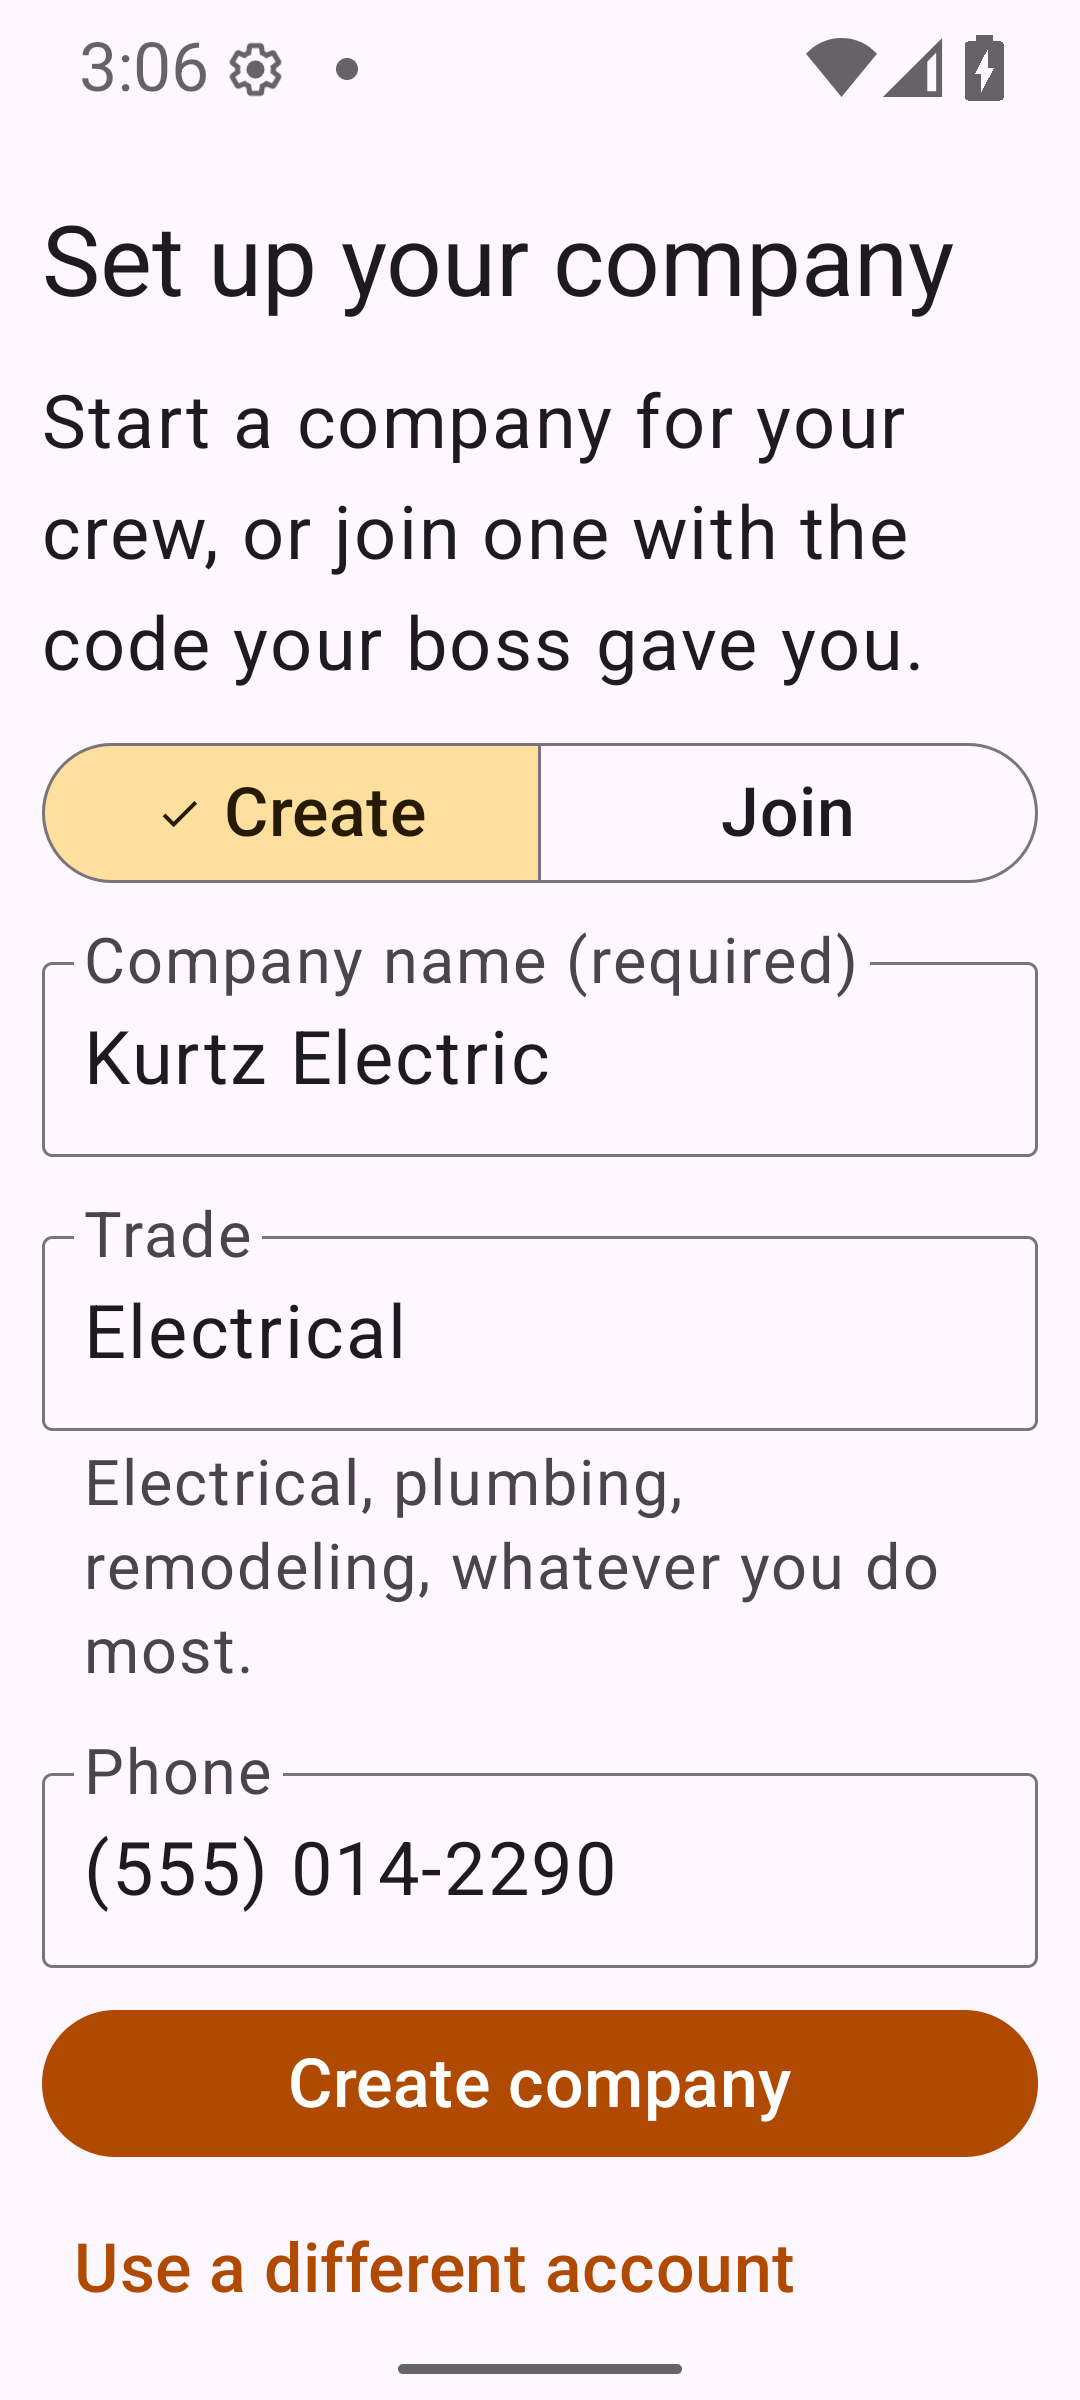 3:06
Set up your company
Start a company for your
crew, or join one with the
code your boss gave you.
Create
Join
Company name (required)
Kurtz Electric
Trade
Electrical
Electrical, plumbing,
remodeling, whatever you do
most.
Phone
(555) 014-2290
Create company
Use a different account